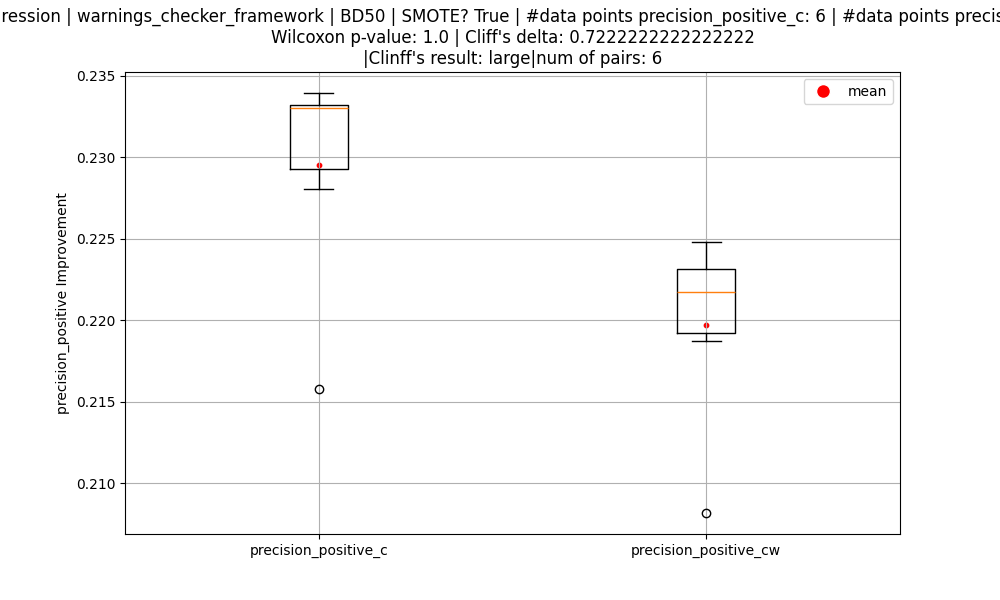 ression | warnings_checker_framework | BD50 | SMOTE? True | #data points precision_positive_c: 6 | #data points precis
Wilcoxon p-value: 1.0 | Cliff's delta: 0.7222222222222222
|Clinff's result: large|num of pairs: 6
mean
0.235
0.230
0.225
0.220
0.215
0.210
precision_positive Improvement
precision_positive_c
precision_positive_cw